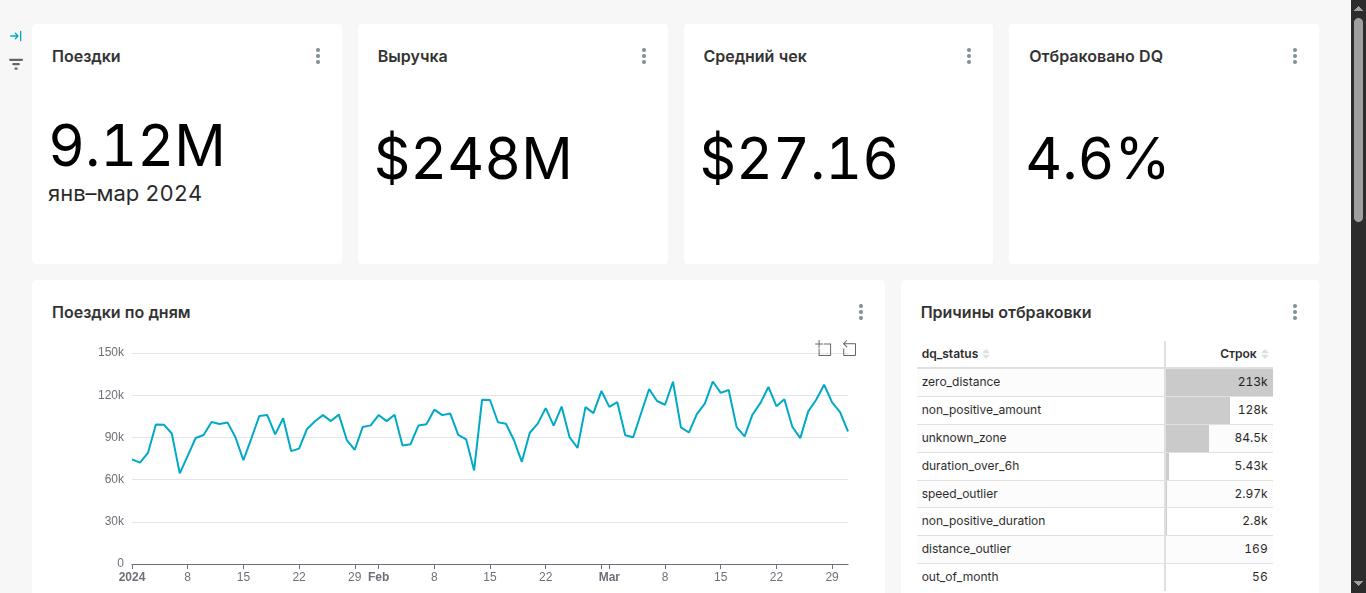 Поездки
Выручка
Средний чек
Отбраковано DQ
9.12M
янв–мар 2024
$248M
$27.16
4.6%
Поездки по дням
150k
120k
90k
60k
30k
0
2024 8 15 22 29 Feb 8 15 22 Mar 8 15 22 29
Причины отбраковки
dq_status Строк
zero_distance 213k
non_positive_amount 128k
unknown_zone 84.5k
duration_over_6h 5.43k
speed_outlier 2.97k
non_positive_duration 2.8k
distance_outlier 169
out_of_month 56